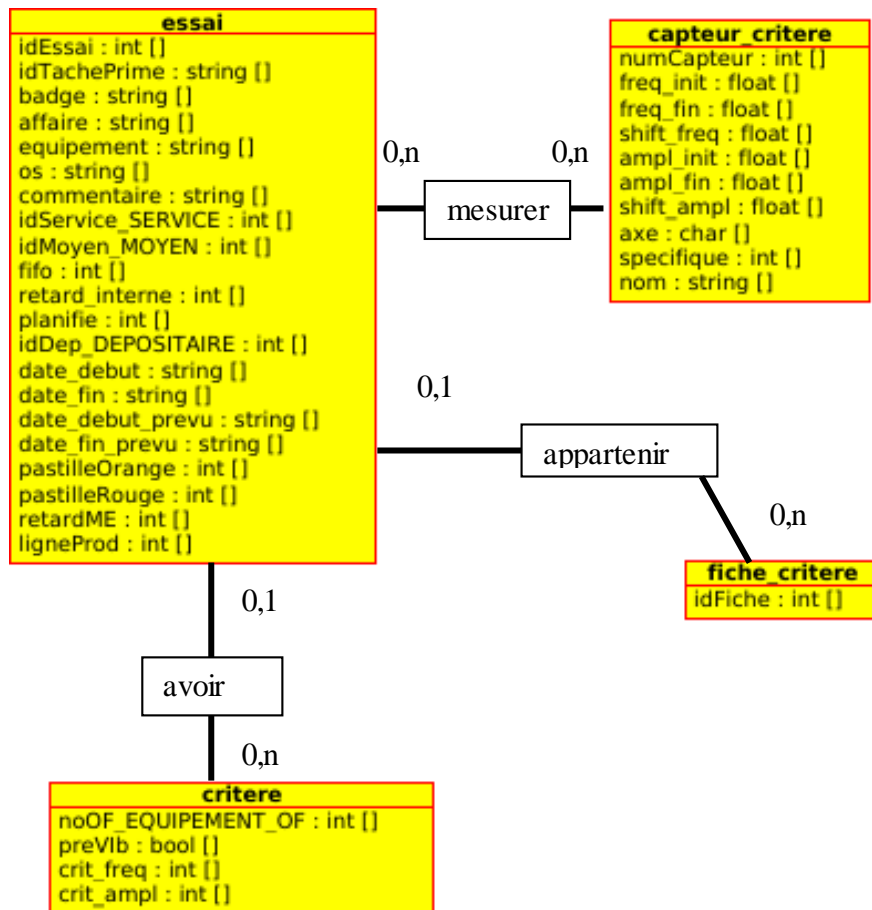 essai
idEssai : int []
idTachePrime : string []
badge : string []
affaire : string []
equipement : string []
os : string []
commentaire : string []
idService_SERVICE : int []
idMoyen_MOYEN : int []
fifo : int []
retard_interne : int []
planifie : int []
idDep_DEPOSITAIRE : int []
date_debut : string []
date_fin : string []
date_debut_prevu : string []
date_fin_prevu : string []
pastilleOrange : int []
pastilleRouge : int []
retardME : int []
ligneProd : int []
0,n
mesurer
0,n
capteur_critere
numCapteur : int []
freq_init : float []
freq_fin : float []
shift_freq : float []
ampl_init : float []
ampl_fin : float []
shift_ampl : float []
axe : char []
specifique : int []
nom : string []
0,1
appartenir
0,n
fiche_critere
idFiche : int []
0,1
avoir
0,n
critere
noOF_EQUIPEMENT_OF : int []
preVIb : bool []
crit_freq : int []
crit_ampl : int []